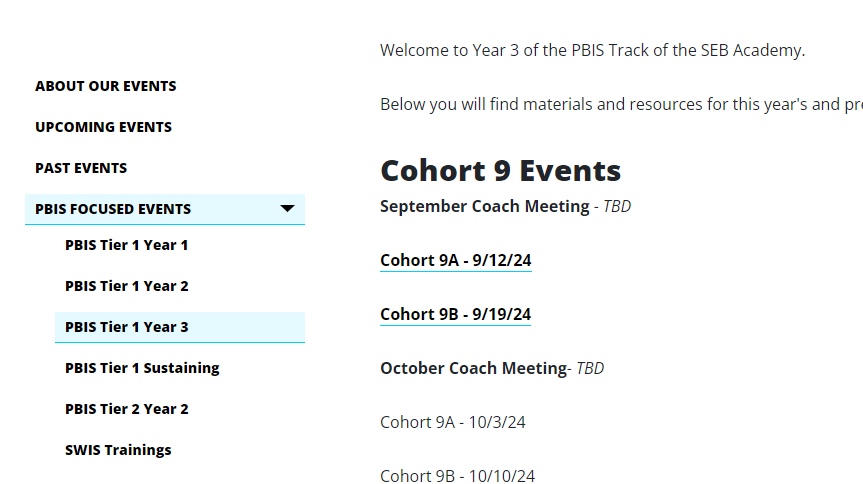 ABOUT OUR EVENTS
UPCOMING EVENTS
PAST EVENTS
PBIS FOCUSED EVENTS
PBIS Tier 1 Year 1
PBIS Tier 1 Year 2
PBIS Tier 1 Year 3
PBIS Tier 1 Sustaining
PBIS Tier 2 Year 2
SWIS Trainings
Welcome to Year 3 of the PBIS Track of the SEB Academy.
Below you will find materials and resources for this year's and
Cohort 9 Events
September Coach Meeting - TBD
Cohort 9A - 9/12/24
Cohort 9B - 9/19/24
October Coach Meeting- TBD
Cohort 9A - 10/3/24
Cohort 9B - 10/10/24